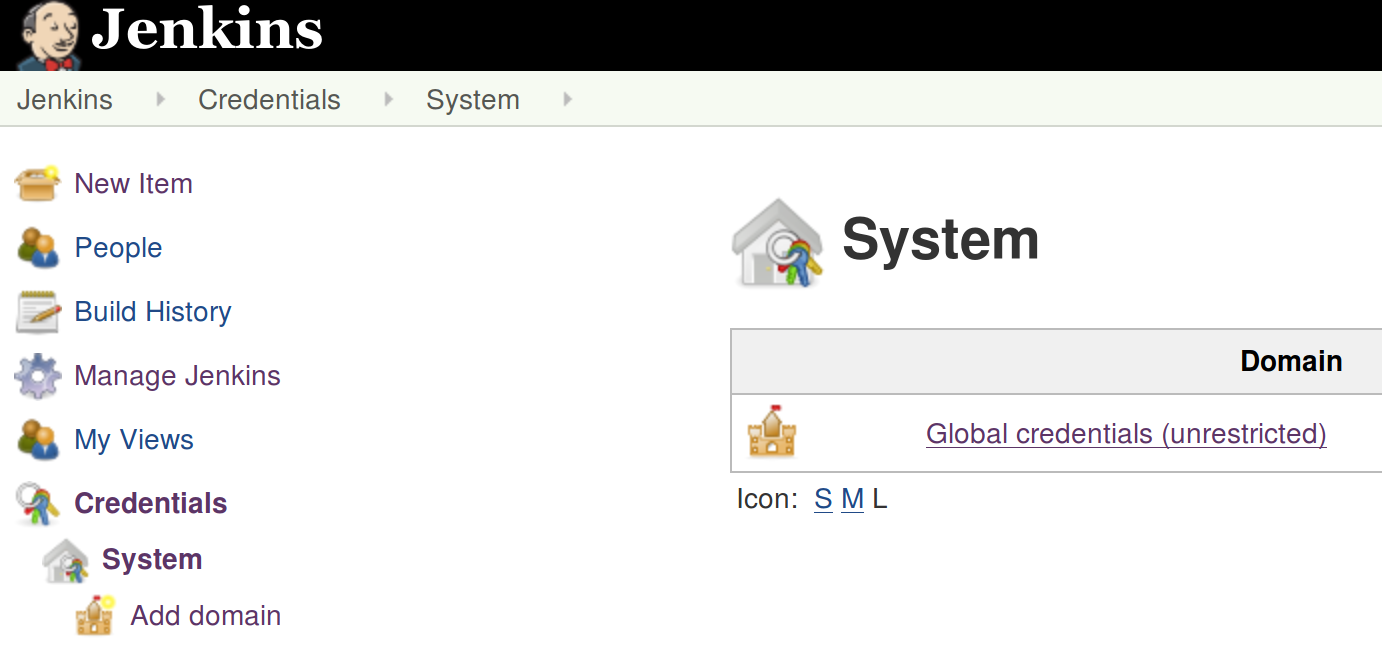 Jenkins
Jenkins Credentials System
New Item
People
Build History
Manage Jenkins
My Views
Credentials
System
Add domain
System
Domain
Global credentials (unrestricted)
Icon: S M L